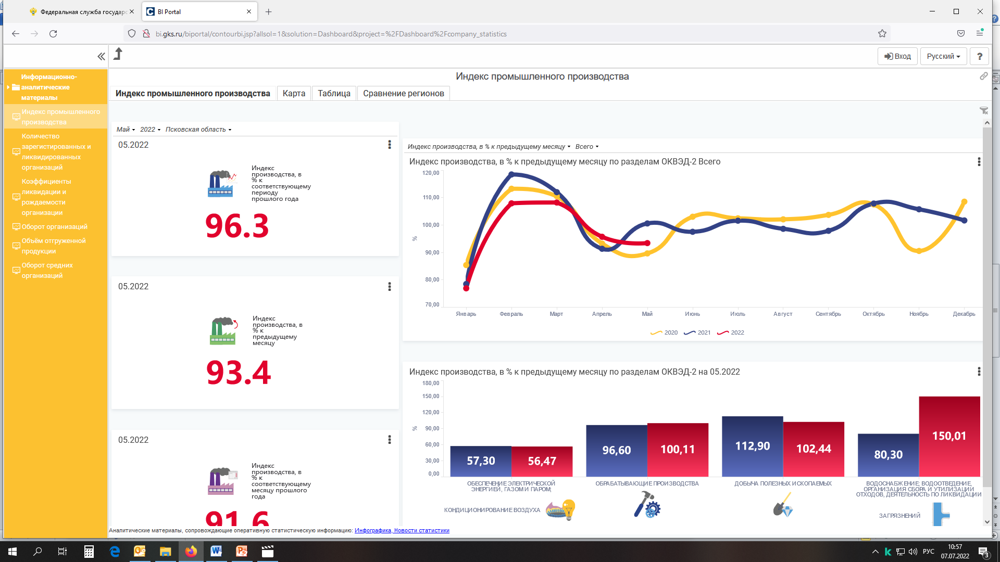 Федеральная служба государс
BI Portal
bi.gks.ru/biportal/contourbi.jsp?allsol=1&solution=Dashboard&project=%2FDashboard%2Fcompany_statistics
Вход
Русский
?
Информационно-
аналитические
материалы
Индекс промышленного
производства
Количество
зарегистированных и
ликвидированных
организаций
Коэффициенты
ликвидации и
рождаемости
организации
Оборот организаций
Объём отгруженной
продукции
Оборот средних
организаций
Индекс промышленного производства
Индекс промышленного производства
Карта
Таблица
Сравнение регионов
Май 2022 Псковская область
05.2022
Индекс
производства, в
% к
соответствующему
периоду
прошлого года
96.3
05.2022
Индекс
производства, в
% к
предыдущему
месяцу
93.4
05.2022
Индекс
производства, в
% к
соответствующему
месяцу прошлого
года
91.6
Индекс производства, в % к предыдущему месяцу Всего
Индекс производства, в % к предыдущему месяцу по разделам ОКВЭД-2 Всего
120,00
110,00
100,00
90,00
80,00
70,00
%
Январь Февраль Март Апрель Май Июнь Июль Август Сентябрь Октябрь Ноябрь Декабрь
2020 2021 2022
Индекс производства, в % к предыдущему месяцу по разделам ОКВЭД-2 на 05.2022
180,00
150,00
120,00
90,00
60,00
30,00
0,00
%
57,30 56,47
96,60 100,11
112,90 102,44
80,30 150,01
ОБЕСПЕЧЕНИЕ ЭЛЕКТРИЧЕСКОЙ
ЭНЕРГИЕЙ, ГАЗОМ И ПАРОМ;
КОНДИЦИОНИРОВАНИЕ ВОЗДУХА
ОБРАБАТЫВАЮЩИЕ ПРОИЗВОДСТВА
ДОБЫЧА ПОЛЕЗНЫХ ИСКОПАЕМЫХ
ВОДОСНАБЖЕНИЕ; ВОДООТВЕДЕНИЕ,
ОРГАНИЗАЦИЯ СБОРА И УТИЛИЗАЦИИ
ОТХОДОВ, ДЕЯТЕЛЬНОСТЬ ПО ЛИКВИДАЦИИ
ЗАГРЯЗНЕНИЙ
Аналитические материалы, сопровождающие оперативную статистическую информацию: Инфографика, Новости статистики
РУС
10:57
07.07.2022
3